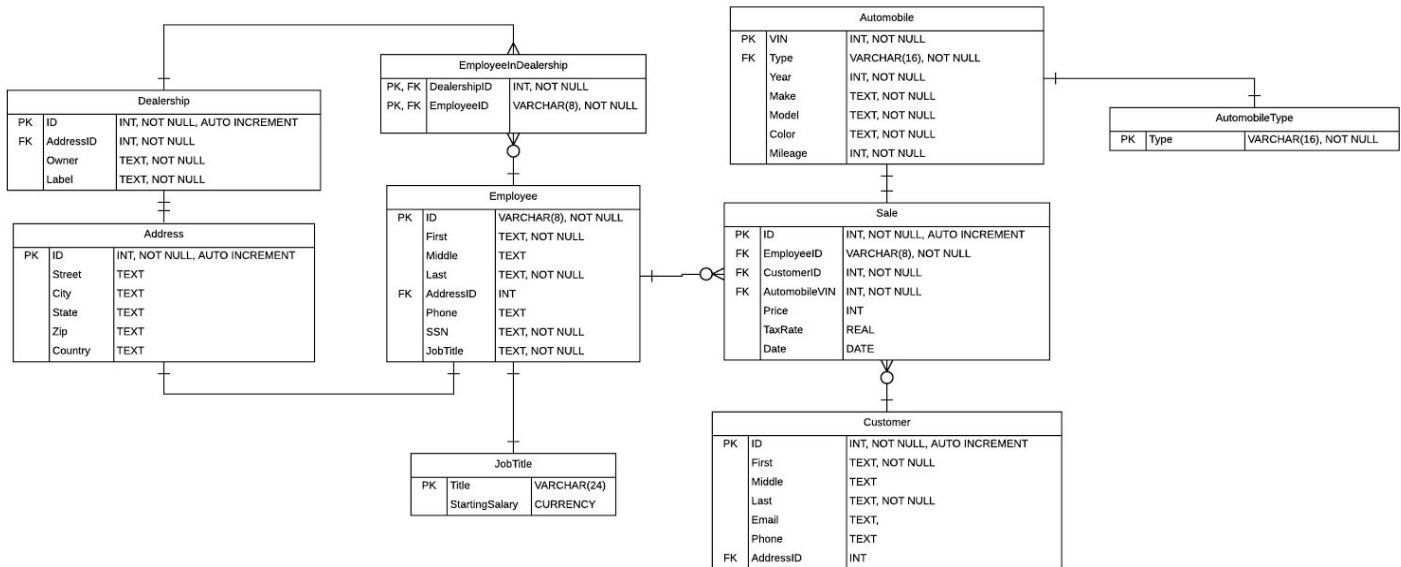 Dealership
PK ID INT, NOT NULL, AUTO INCREMENT
FK AddressID INT, NOT NULL
Owner TEXT, NOT NULL
Label TEXT, NOT NULL
Address
PK ID INT, NOT NULL, AUTO INCREMENT
Street TEXT
City TEXT
State TEXT
Zip TEXT
Country TEXT
EmployeeInDealership
PK, FK DealershipID INT, NOT NULL
PK, FK EmployeeID VARCHAR(8), NOT NULL
Employee
PK ID VARCHAR(8), NOT NULL
First TEXT, NOT NULL
Middle TEXT
Last TEXT, NOT NULL
FK AddressID INT
Phone TEXT
SSN TEXT, NOT NULL
JobTitle TEXT, NOT NULL
JobTitle
PK Title VARCHAR(24)
StartingSalary CURRENCY
Automobile
PK VIN INT, NOT NULL
FK Type VARCHAR(16), NOT NULL
Year INT, NOT NULL
Make TEXT, NOT NULL
Model TEXT, NOT NULL
Color TEXT, NOT NULL
Mileage INT, NOT NULL
Sale
PK ID INT, NOT NULL, AUTO INCREMENT
FK EmployeeID VARCHAR(8), NOT NULL
FK CustomerID INT, NOT NULL
FK AutomobileVIN INT, NOT NULL
Price INT
TaxRate REAL
Date DATE
Customer
PK ID INT, NOT NULL, AUTO INCREMENT
First TEXT, NOT NULL
Middle TEXT
Last TEXT, NOT NULL
Email TEXT,
Phone TEXT
FK AddressID INT
AutomobileType
PK Type VARCHAR(16), NOT NULL